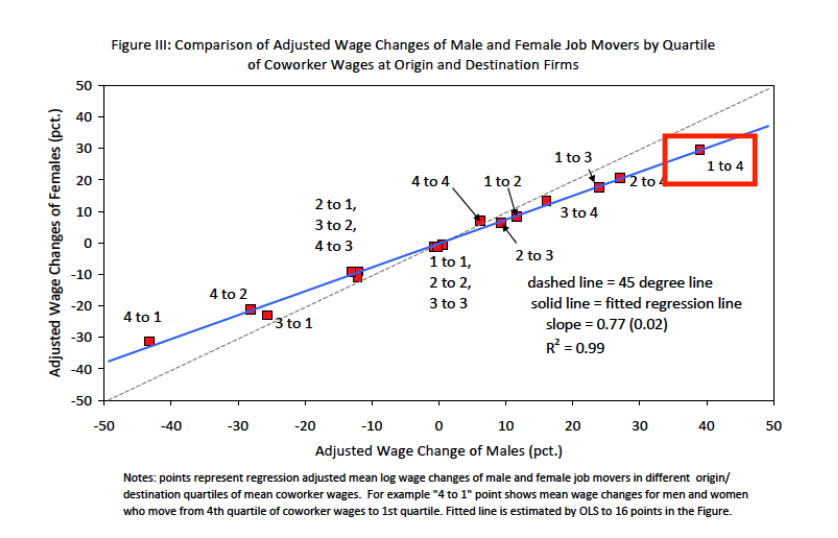 Figure III: Comparison of Adjusted Wage Changes of Male and Female Job Movers by Quartile
of Coworker Wages at Origin and Destination Firms
Adjusted Wage Changes of Females (pct.)
50
40
30
20
10
0
-10
-20
-30
-40
-50
1 to 3
1 to 4
4 to 4
1 to 2
2 to 4
2 to 1,
3 to 2,
4 to 3
3 to 4
2 to 3
1 to 1,
2 to 2,
3 to 3
dashed line = 45 degree line
solid line = fitted regression line
slope = 0.77 (0.02)
R² = 0.99
4 to 2
4 to 1
3 to 1
-50 -40 -30 -20 -10 0 10 20 30 40 50
Adjusted Wage Change of Males (pct.)
Notes: points represent regression adjusted mean log wage changes of male and female job movers in different origin/
destination quartiles of mean coworker wages. For example "4 to 1" point shows mean wage changes for men and women
who move from 4th quartile of coworker wages to 1st quartile. Fitted line is estimated by OLS to 16 points in the Figure.